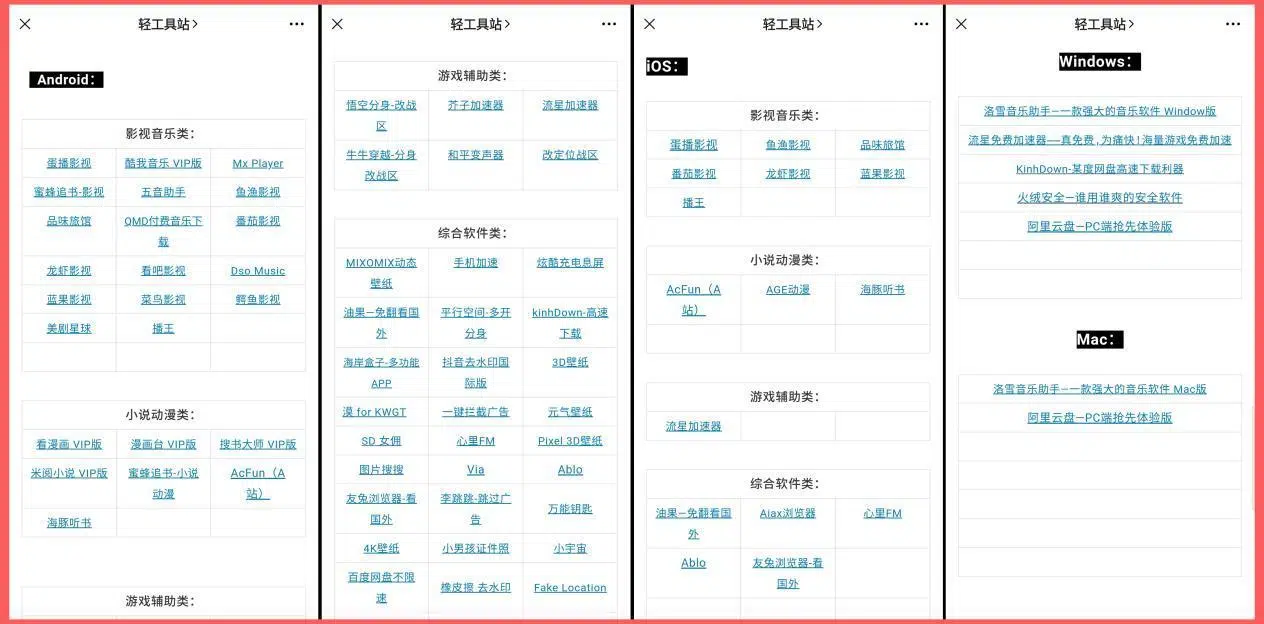 轻工具站>
Android：
影视音乐类：
蛋播影视 酷我音乐 VIP版 Mx Player
蜜蜂追书-影视 五音助手 鱼渔影视
品味旅馆 QMD付费音乐下载 番茄影视
龙虾影视 看吧影视 Dso Music
蓝果影视 菜鸟影视 鳄鱼影视
美剧星球 播王
小说动漫类：
看漫画 VIP版 漫画台 VIP版 搜书大师 VIP版
米阅小说 VIP版 蜜蜂追书-小说动漫 AcFun（A站）
海豚听书
游戏辅助类：
轻工具站>
游戏辅助类：
悟空分身-改战区 芥子加速器 流星加速器
牛牛穿越-分身改战区 和平变声器 改定位战区
综合软件类：
MIXOMIX动态壁纸 手机加速 炫酷充电息屏
油果—免翻看国外 平行空间-多开分身 kinhDown-高速下载
海岸盒子-多功能APP 抖音去水印国际版 3D壁纸
漠 for KWGT 一键拦截广告 元气壁纸
SD 女佣 心里FM Pixel 3D壁纸
图片搜搜 Via Ablo
友兔浏览器-看国外 李跳跳-跳过广告 万能钥匙
4K壁纸 小男孩证件照 小宇宙
百度网盘不限速 橡皮擦 去水印 Fake Location
轻工具站>
iOS：
影视音乐类：
蛋播影视 鱼渔影视 品味旅馆
番茄影视 龙虾影视 蓝果影视
播王
小说动漫类：
AcFun（A站） AGE动漫 海豚听书
游戏辅助类：
流星加速器
综合软件类：
油果—免翻看国外 Aiax浏览器 心里FM
Ablo 友兔浏览器-看国外
轻工具站>
Windows：
洛雪音乐助手—一款强大的音乐软件 Window版
流星免费加速器——真免费,为痛快!海量游戏免费加速
KinhDown-某度网盘高速下载利器
火绒安全—谁用谁爽的安全软件
阿里云盘—PC端抢先体验版
Mac：
洛雪音乐助手—一款强大的音乐软件 Mac版
阿里云盘—PC端抢先体验版